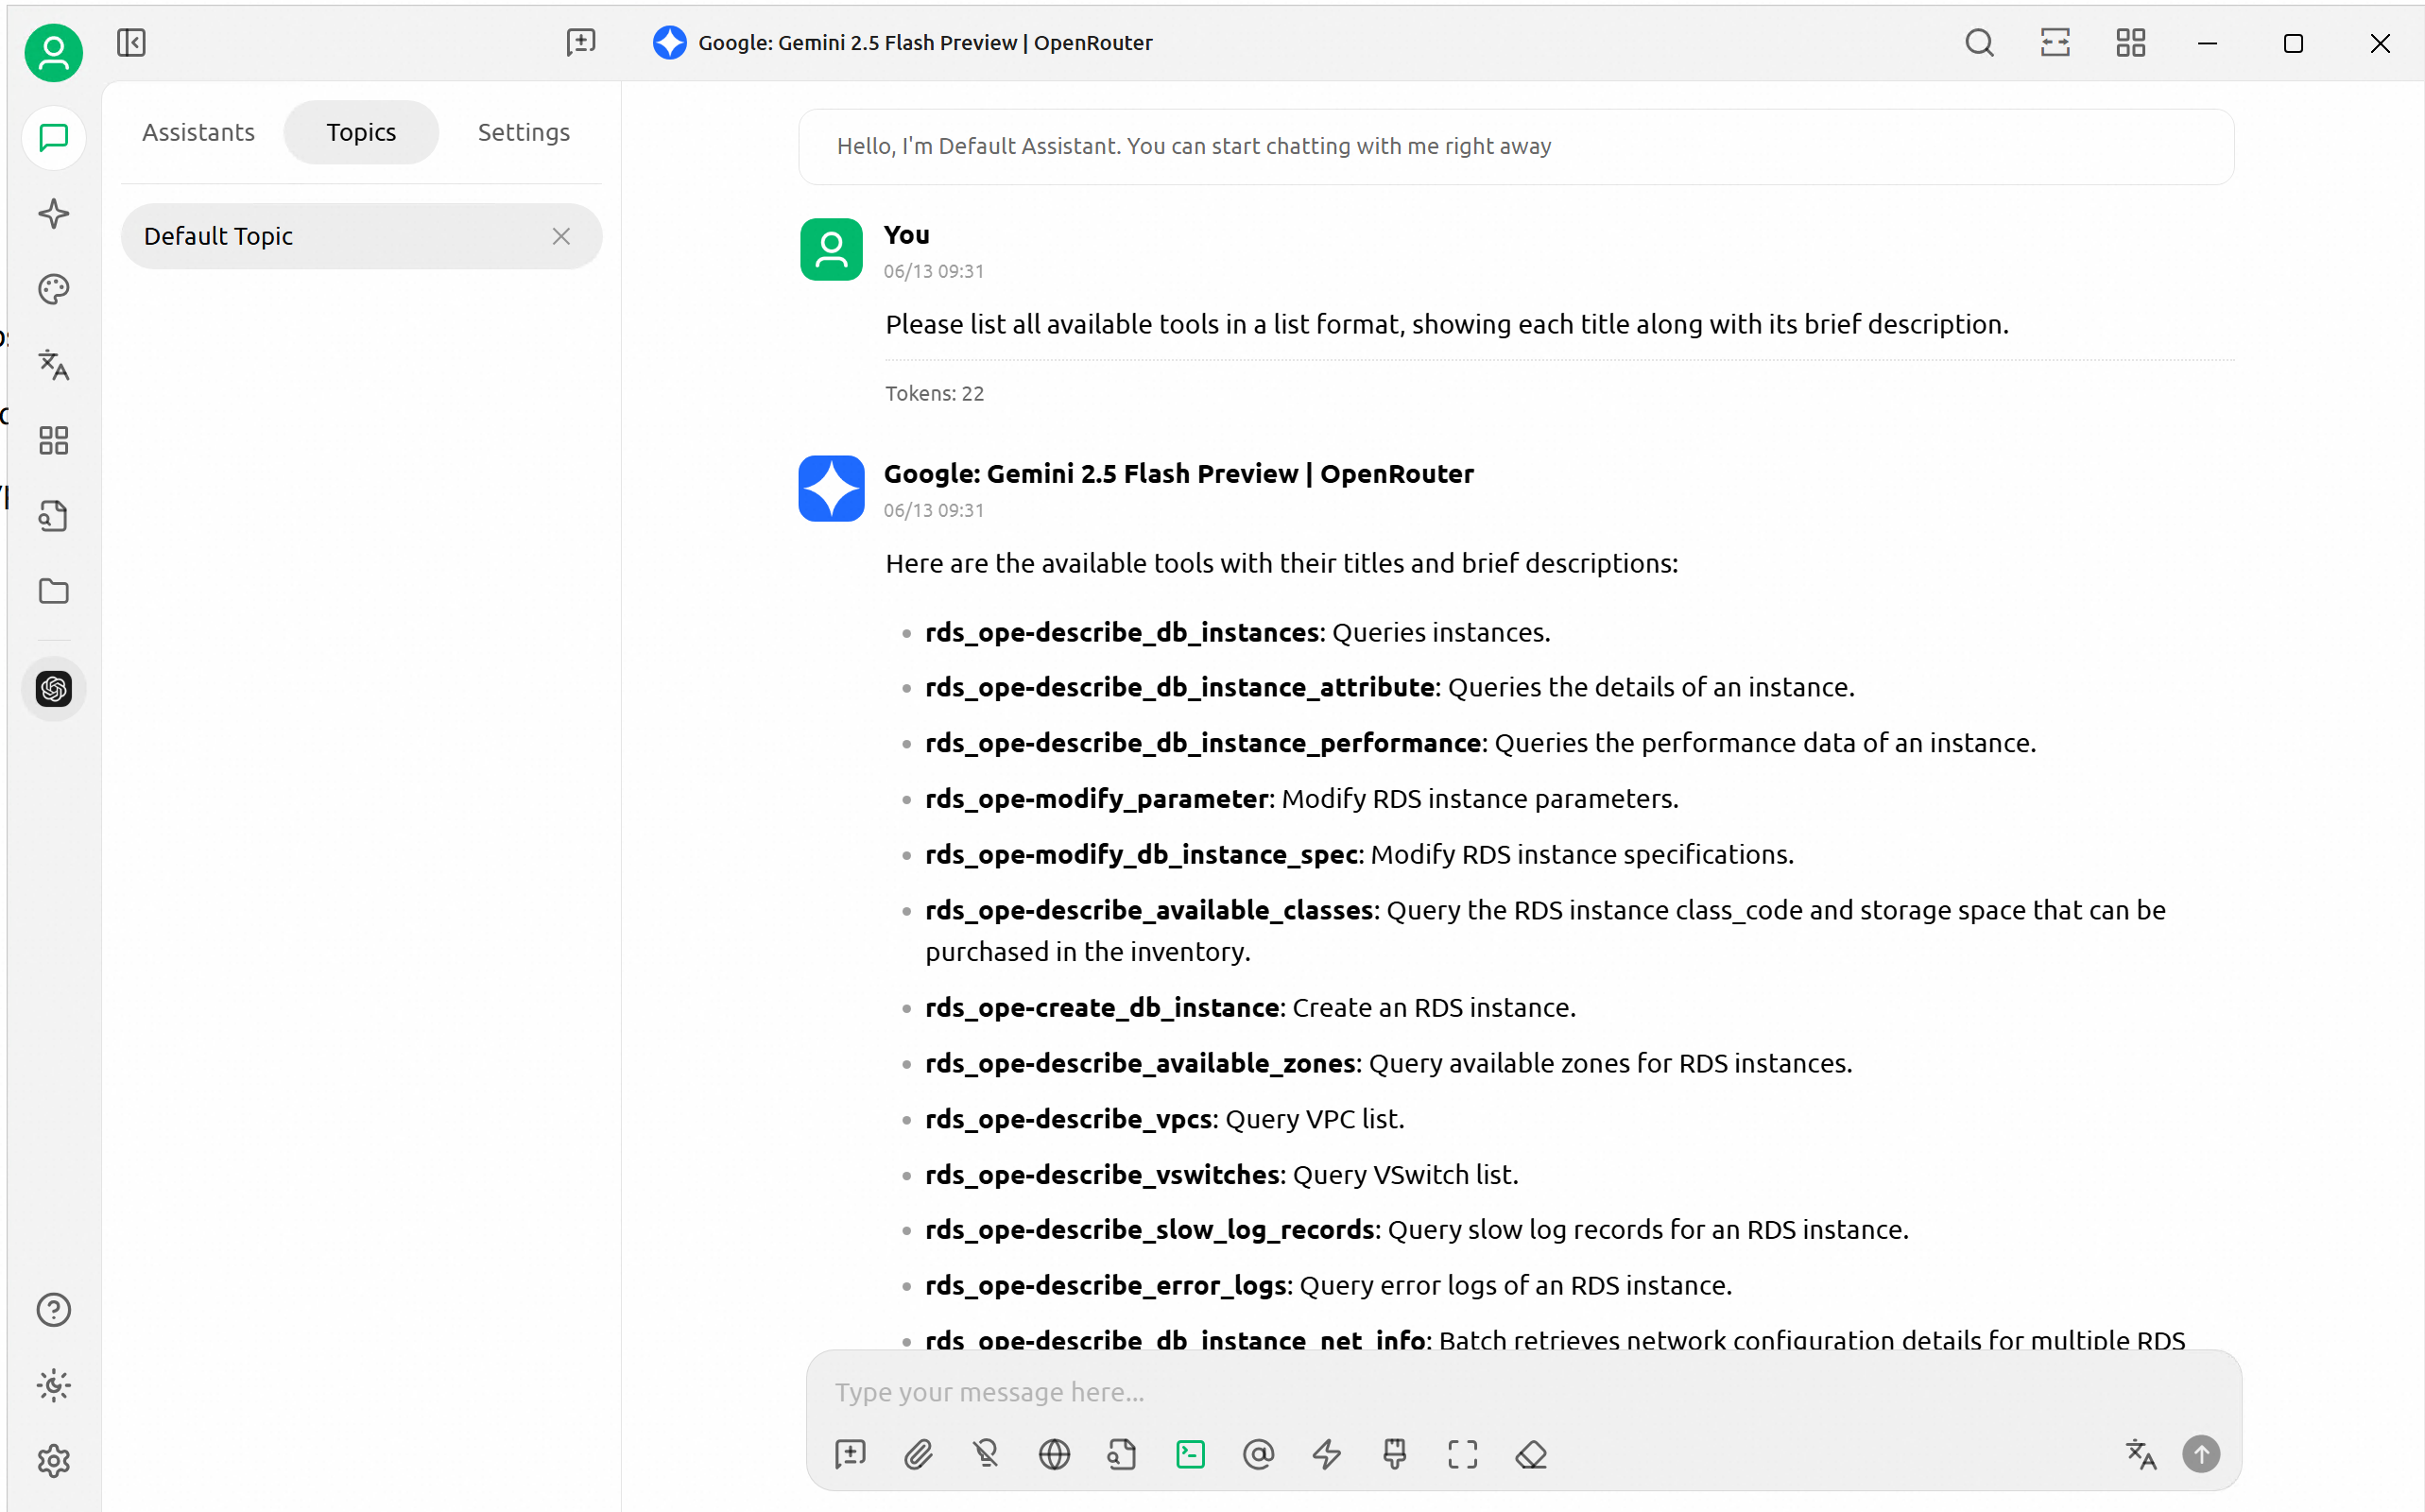 Google: Gemini 2.5 Flash Preview | OpenRouter
Assistants
Topics
Settings
Default Topic
Hello, I'm Default Assistant. You can start chatting with me right away
You
06/13 09:31
Please list all available tools in a list format, showing each title along with its brief description.
Tokens: 22
Google: Gemini 2.5 Flash Preview | OpenRouter
06/13 09:31
Here are the available tools with their titles and brief descriptions:
rds_ope-describe_db_instances: Queries instances.
rds_ope-describe_db_instance_attribute: Queries the details of an instance.
rds_ope-describe_db_instance_performance: Queries the performance data of an instance.
rds_ope-modify_parameter: Modify RDS instance parameters.
rds_ope-modify_db_instance_spec: Modify RDS instance specifications.
rds_ope-describe_available_classes: Query the RDS instance class_code and storage space that can be
purchased in the inventory.
rds_ope-create_db_instance: Create an RDS instance.
rds_ope-describe_available_zones: Query available zones for RDS instances.
rds_ope-describe_vpcs: Query VPC list.
rds_ope-describe_vswitches: Query VSwitch list.
rds_ope-describe_slow_log_records: Query slow log records for an RDS instance.
rds_ope-describe_error_logs: Query error logs of an RDS instance.
rds_ope-describe_db_instance_net_info: Batch retrieves network configuration details for multiple RDS
Type your message here...